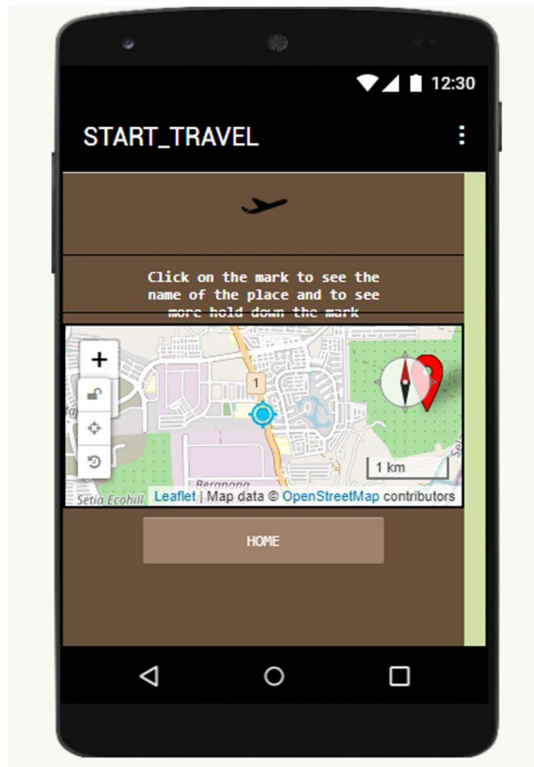 12:30
START_TRAVEL
Click on the mark to see the
name of the place and to see
more hold down the mark
+
1
1 km
Beranang
Setia Ecohill
Leaflet | Map data © OpenStreetMap contributors
HOME